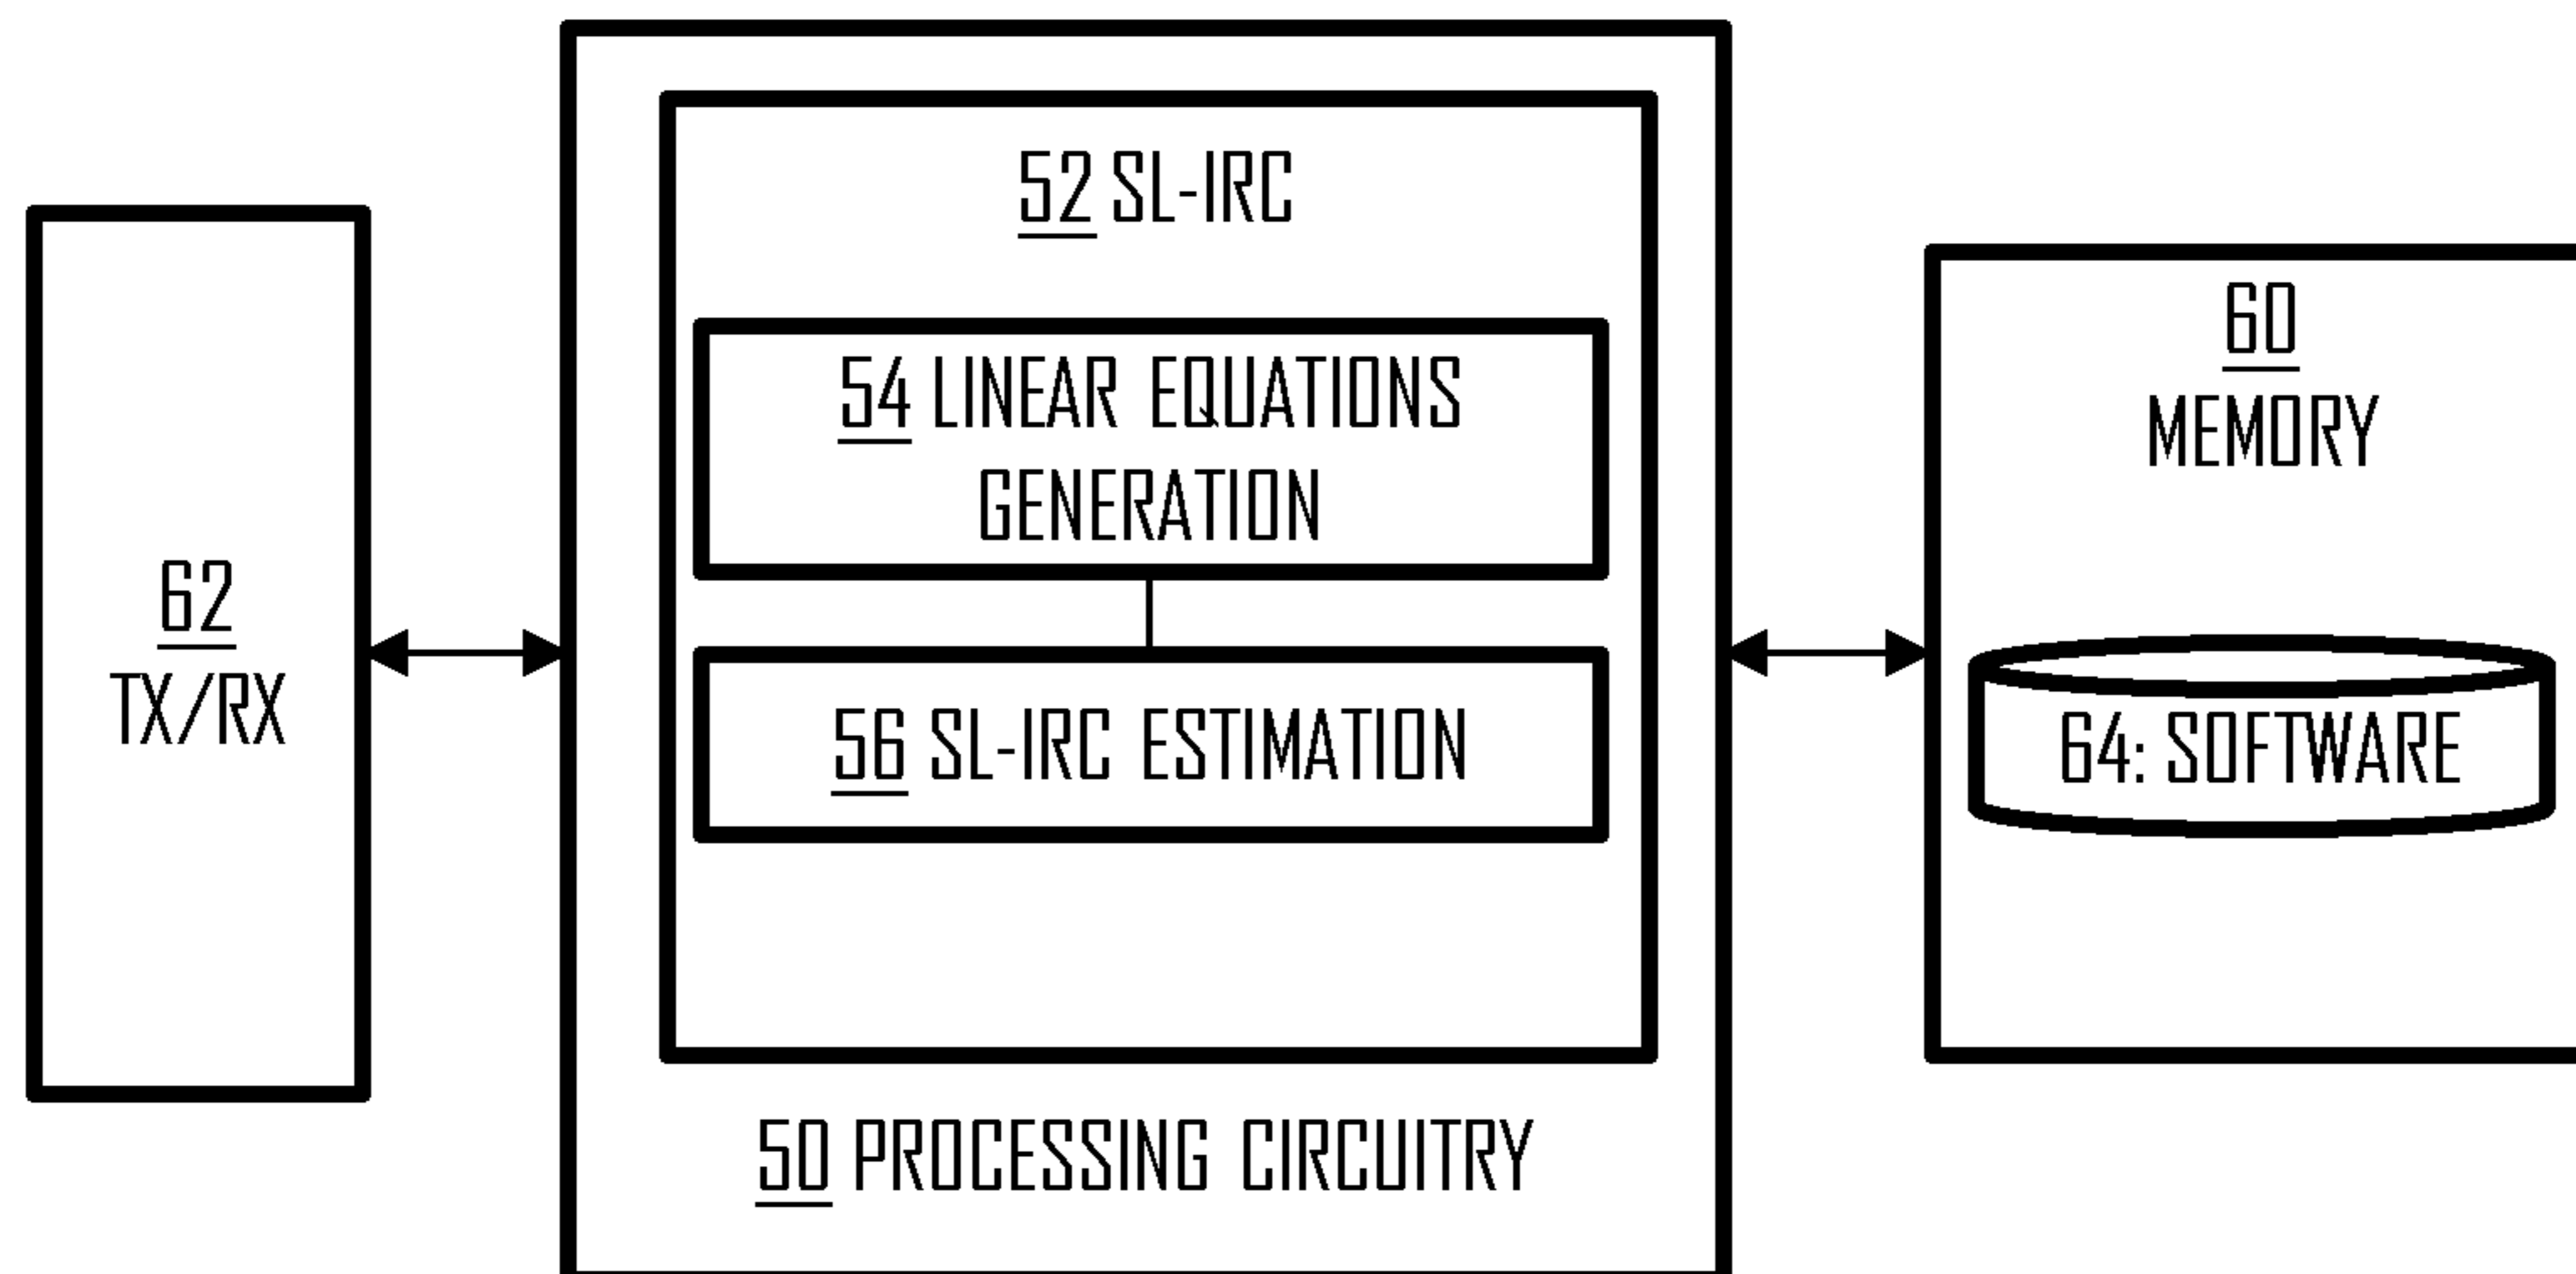 62
TX/RX
52 SL-IRC
54 LINEAR EQUATIONS
GENERATION
56 SL-IRC ESTIMATION
50 PROCESSING CIRCUITRY
60
MEMORY
64: SOFTWARE